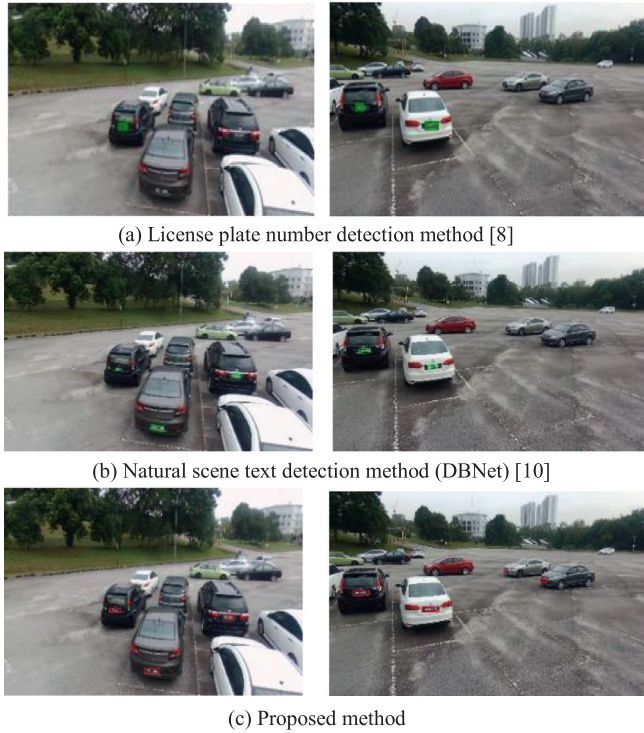 (a) License plate number detection method [8]
(b) Natural scene text detection method (DBNet) [10]
(c) Proposed method